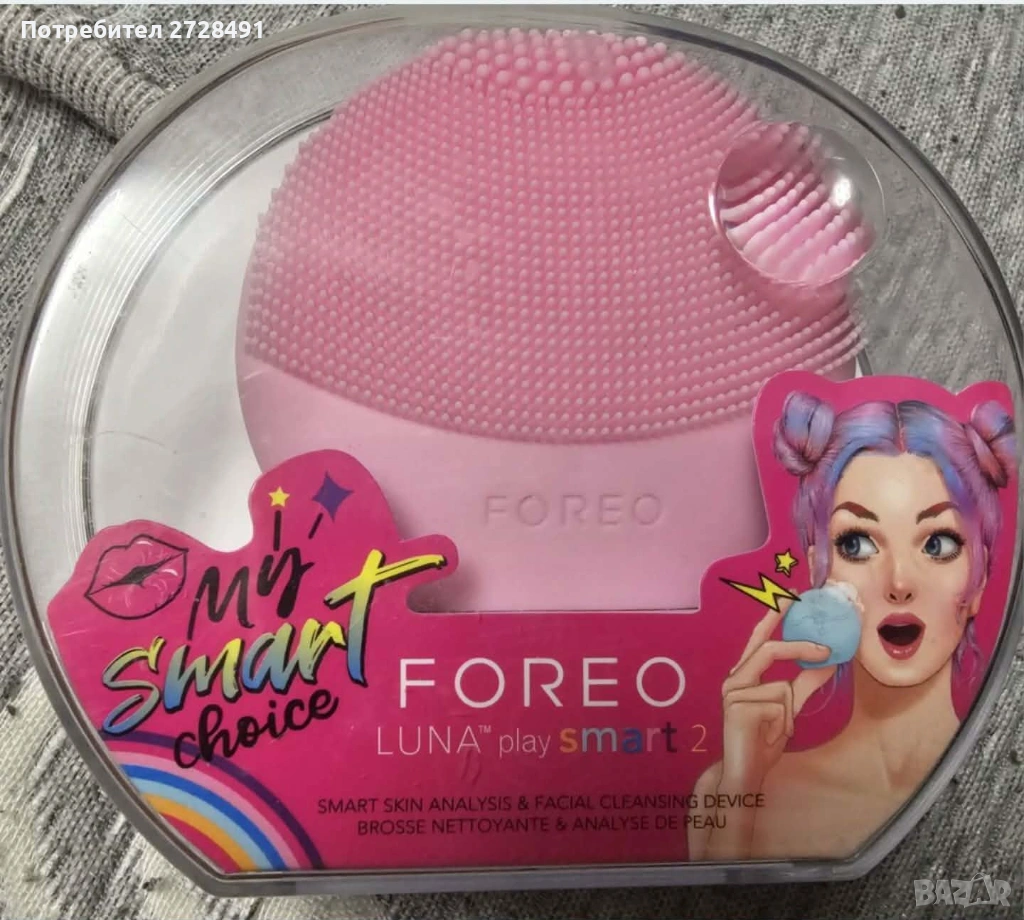 Потребител 2728491
FOREO
My
smart
choice
FOREO
LUNA™ play smart 2
SMART SKIN ANALYSIS & FACIAL CLEANSING DEVICE
BROSSE NETTOYANTE & ANALYSE DE PEAU
BAZAR